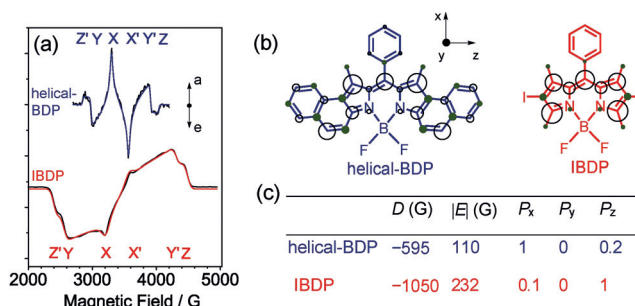 (a)
Z' Y X X' Y' Z
helical-BDP
a
e
IBDP
Z'Y X X' Y'Z
2000 3000 4000 5000
Magnetic Field / G
(b)
x
y z
N N
B
F F
helical-BDP
I
N N
B
F F
IBDP
(c)
D (G) |E| (G) Px Py Pz
helical-BDP −595 110 1 0 0.2
IBDP −1050 232 0.1 0 1